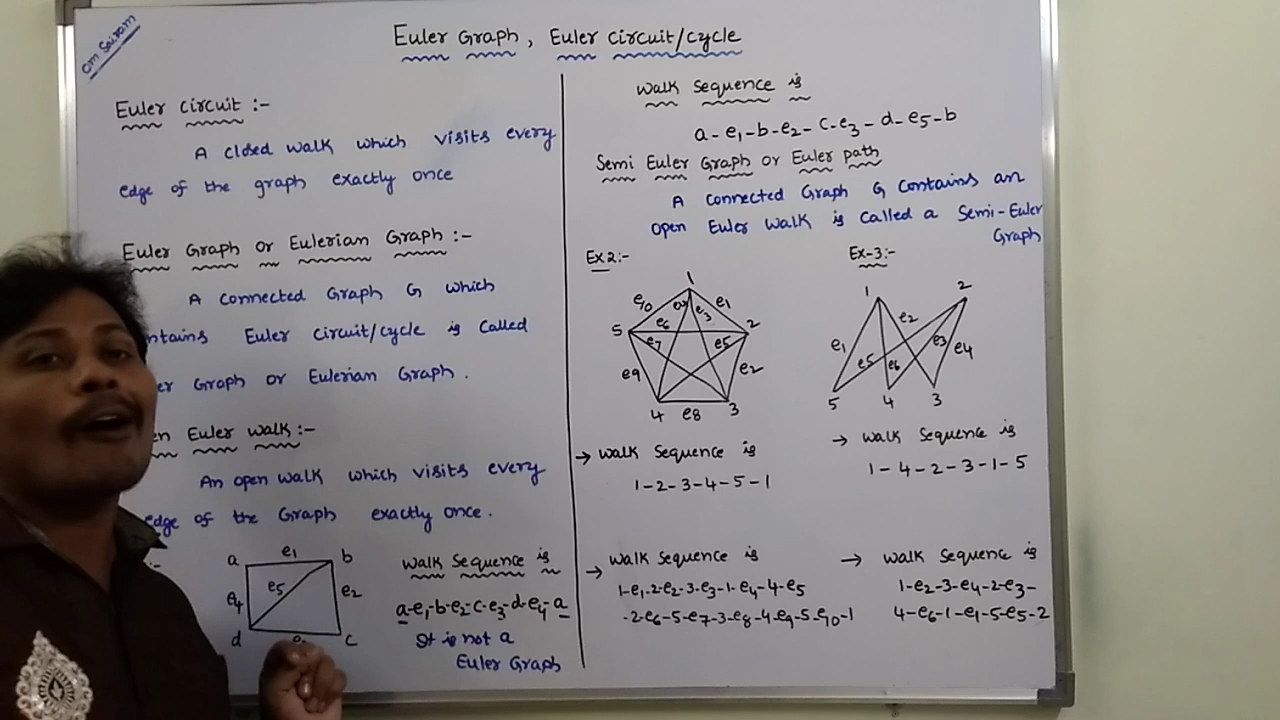 Om Sairam
Euler Graph, Euler Circuit/cycle
Euler circuit :-
A closed walk which visits every
edge of the graph exactly once
Euler Graph or Eulerian Graph :-
A connected Graph G which
ntains Euler circuit/cycle is called
er Graph or Eulerian Graph.
en Euler walk:-
An open walk which visits every
edge of the Graph exactly once.
:-
a e1 b
e4 e5 e2
d c
walk sequence is
a-e1-b-e2-c-e3-d-e4-a
It is not a
Euler Graph
walk sequence is
a-e1-b-e2-c-e3-d-e5-b
Semi Euler Graph or Euler path
A connected Graph G contains an
open Euler walk is called a Semi-Euler
Graph
Ex2:-
1
e10 e4 e3 e1
5 e6 2
e7 e5
e9 e2
4 e8 3
→ walk sequence is
1-2-3-4-5-1
→ walk sequence is
1-e1-2-e2-3-e3-1-e4-4-e5
-2-e6-5-e7-3-e8-4-e9-5-e10-1
Ex-3:-
1 2
e2
e1 e5 e6 e3 e4
5 4 3
→ walk sequence is
1-4-2-3-1-5
→ walk sequence is
1-e2-3-e4-2-e3-
4-e6-1-e1-5-e5-2